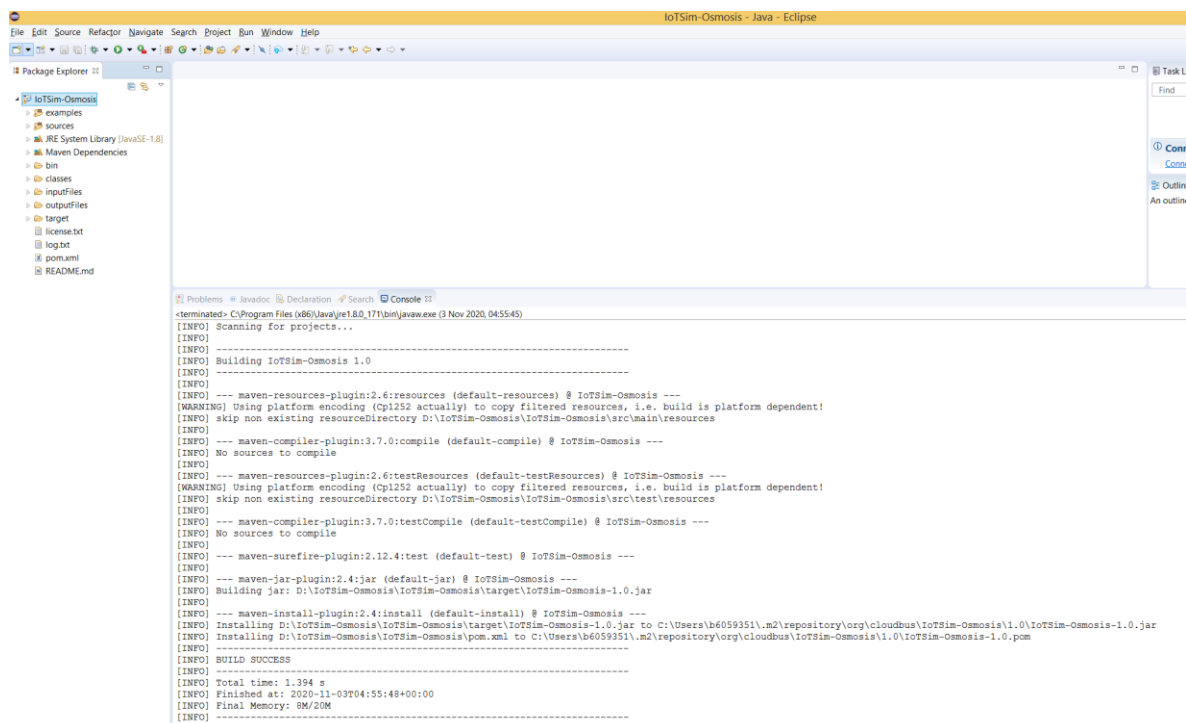 IoTSim-Osmosis - Java - Eclipse
File Edit Source Refactor Navigate Search Project Run Window Help
Package Explorer
IoTSim-Osmosis
examples
sources
JRE System Library [JavaSE-1.8]
Maven Dependencies
bin
classes
inputFiles
outputFiles
target
license.txt
log.txt
pom.xml
README.md
Task L
Find
Conn
Conne
Outlin
An outlin
Problems Javadoc Declaration Search Console
<terminated> C:\Program Files (x86)\Java\jre1.8.0_171\bin\javaw.exe (3 Nov 2020, 04:55:45)
[INFO] Scanning for projects...
[INFO]
[INFO] ------------------------------------------------------------------------
[INFO] Building IoTSim-Osmosis 1.0
[INFO] ------------------------------------------------------------------------
[INFO]
[INFO] --- maven-resources-plugin:2.6:resources (default-resources) @ IoTSim-Osmosis ---
[WARNING] Using platform encoding (Cp1252 actually) to copy filtered resources, i.e. build is platform dependent!
[INFO] skip non existing resourceDirectory D:\IoTSim-Osmosis\IoTSim-Osmosis\src\main\resources
[INFO]
[INFO] --- maven-compiler-plugin:3.7.0:compile (default-compile) @ IoTSim-Osmosis ---
[INFO] No sources to compile
[INFO]
[INFO] --- maven-resources-plugin:2.6:testResources (default-testResources) @ IoTSim-Osmosis ---
[WARNING] Using platform encoding (Cp1252 actually) to copy filtered resources, i.e. build is platform dependent!
[INFO] skip non existing resourceDirectory D:\IoTSim-Osmosis\IoTSim-Osmosis\src\test\resources
[INFO]
[INFO] --- maven-compiler-plugin:3.7.0:testCompile (default-testCompile) @ IoTSim-Osmosis ---
[INFO] No sources to compile
[INFO]
[INFO] --- maven-surefire-plugin:2.12.4:test (default-test) @ IoTSim-Osmosis ---
[INFO]
[INFO] --- maven-jar-plugin:2.4:jar (default-jar) @ IoTSim-Osmosis ---
[INFO] Building jar: D:\IoTSim-Osmosis\IoTSim-Osmosis\target\IoTSim-Osmosis-1.0.jar
[INFO]
[INFO] --- maven-install-plugin:2.4:install (default-install) @ IoTSim-Osmosis ---
[INFO] Installing D:\IoTSim-Osmosis\IoTSim-Osmosis\target\IoTSim-Osmosis-1.0.jar to C:\Users\b6059351\.m2\repository\org\cloudbus\IoTSim-Osmosis\1.0\IoTSim-Osmosis-1.0.jar
[INFO] Installing D:\IoTSim-Osmosis\IoTSim-Osmosis\pom.xml to C:\Users\b6059351\.m2\repository\org\cloudbus\IoTSim-Osmosis\1.0\IoTSim-Osmosis-1.0.pom
[INFO] ------------------------------------------------------------------------
[INFO] BUILD SUCCESS
[INFO] ------------------------------------------------------------------------
[INFO] Total time: 1.394 s
[INFO] Finished at: 2020-11-03T04:55:48+00:00
[INFO] Final Memory: 8M/20M
[INFO] ------------------------------------------------------------------------